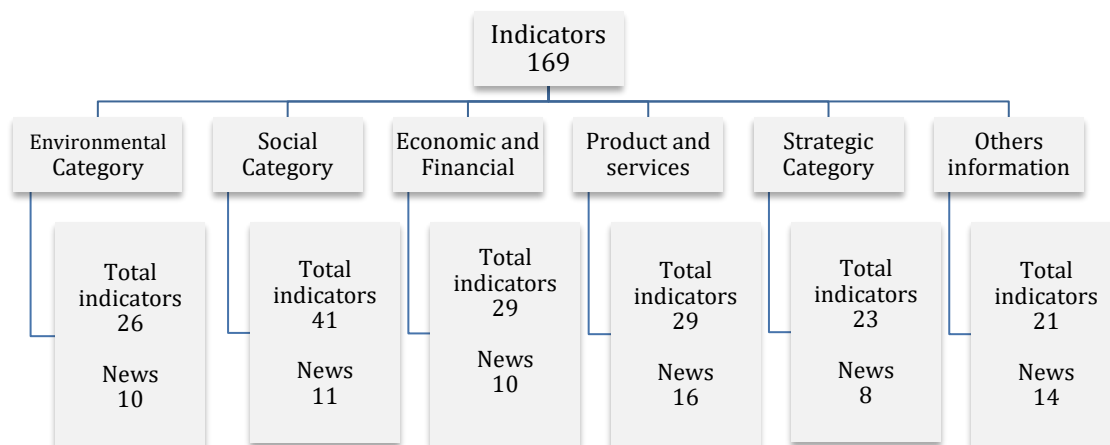 Indicators
169
Environmental
Category
Social
Category
Economic and
Financial
Product and
services
Strategic
Category
Others
information
Total
indicators
26
News
10
Total
indicators
41
News
11
Total
indicators
29
News
10
Total
indicators
29
News
16
Total
indicators
23
News
8
Total
indicators
21
News
14